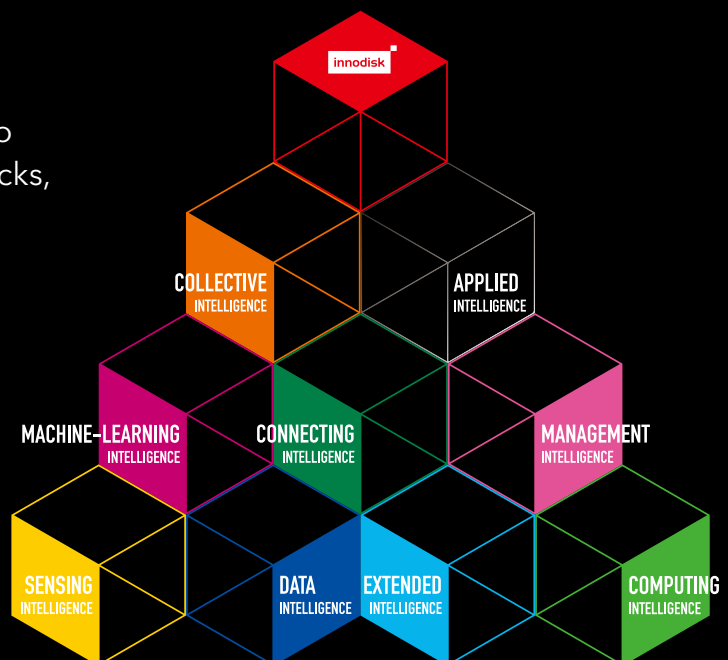 innodisk
o
cks,
COLLECTIVE
INTELLIGENCE
APPLIED
INTELLIGENCE
MACHINE-LEARNING
INTELLIGENCE
CONNECTING
INTELLIGENCE
MANAGEMENT
INTELLIGENCE
SENSING
INTELLIGENCE
DATA
INTELLIGENCE
EXTENDED
INTELLIGENCE
COMPUTING
INTELLIGENCE